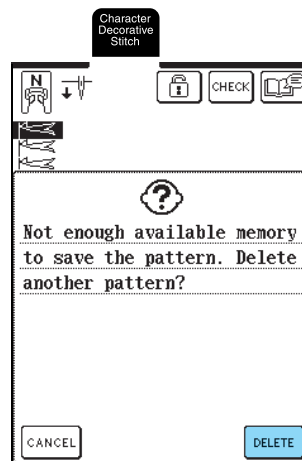 Character
Decorative
Stitch
N
CHECK
Not enough available memory
to save the pattern. Delete
another pattern?
CANCEL
DELETE